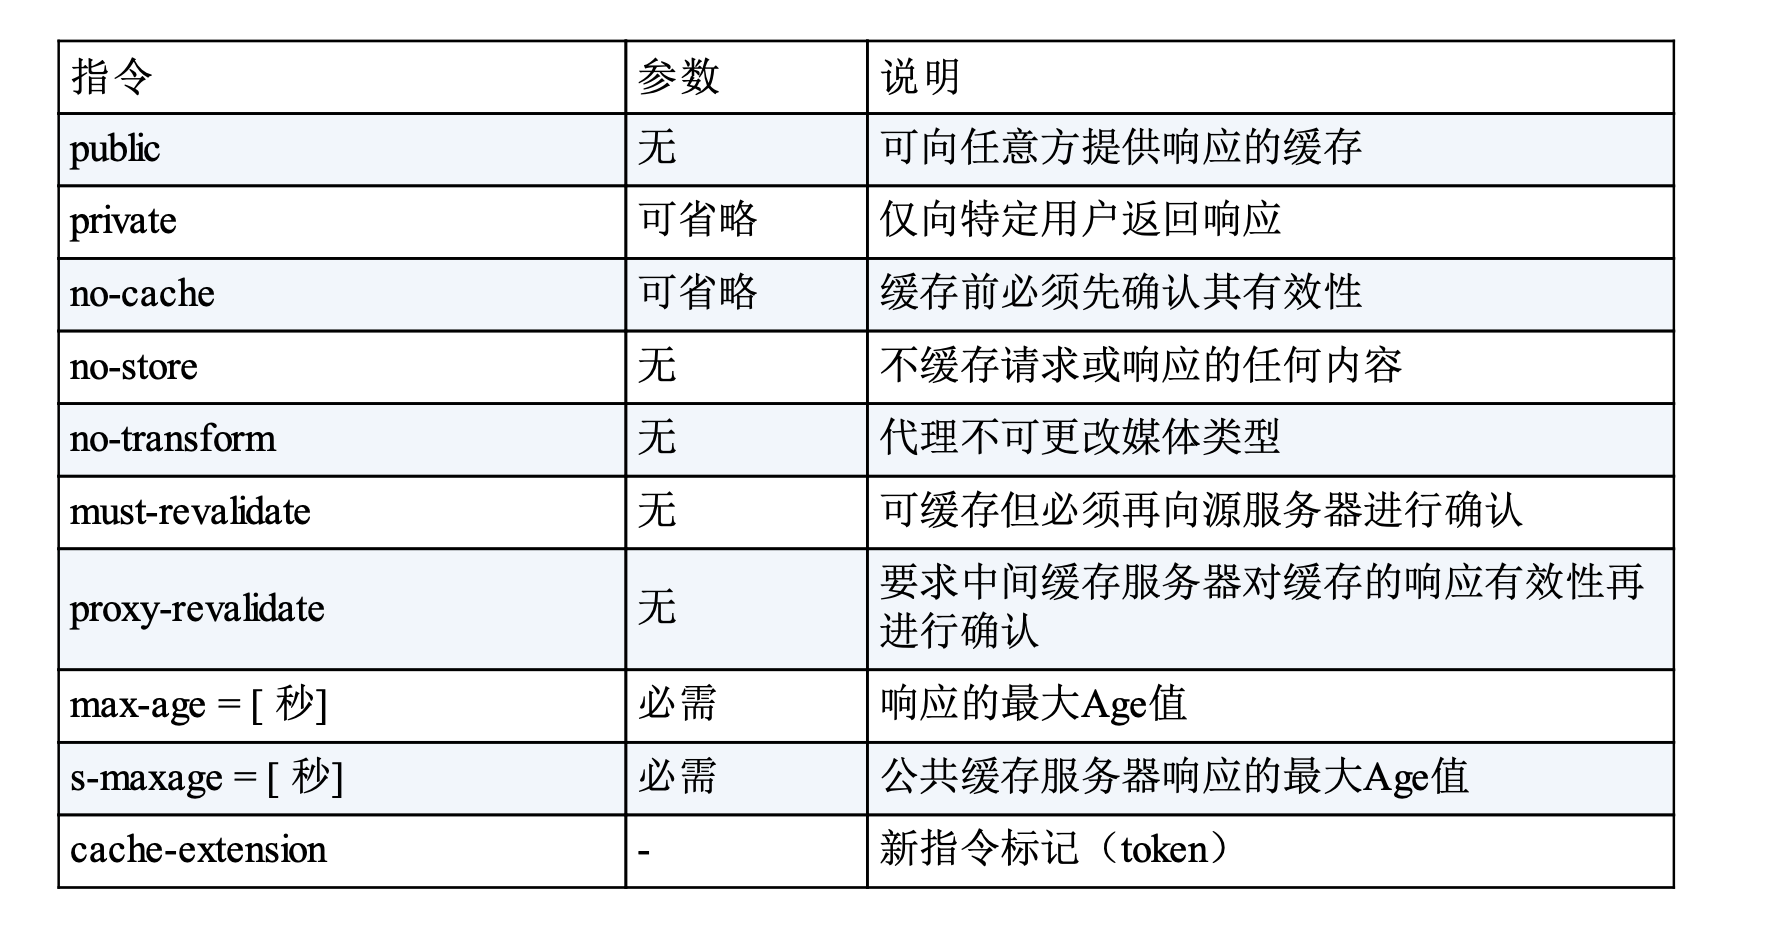 指令 参数 说明
public 无 可向任意方提供响应的缓存
private 可省略 仅向特定用户返回响应
no-cache 可省略 缓存前必须先确认其有效性
no-store 无 不缓存请求或响应的任何内容
no-transform 无 代理不可更改媒体类型
must-revalidate 无 可缓存但必须再向源服务器进行确认
proxy-revalidate 无 要求中间缓存服务器对缓存的响应有效性再
进行确认
max-age = [ 秒] 必需 响应的最大Age值
s-maxage = [ 秒] 必需 公共缓存服务器响应的最大Age值
cache-extension - 新指令标记（token）